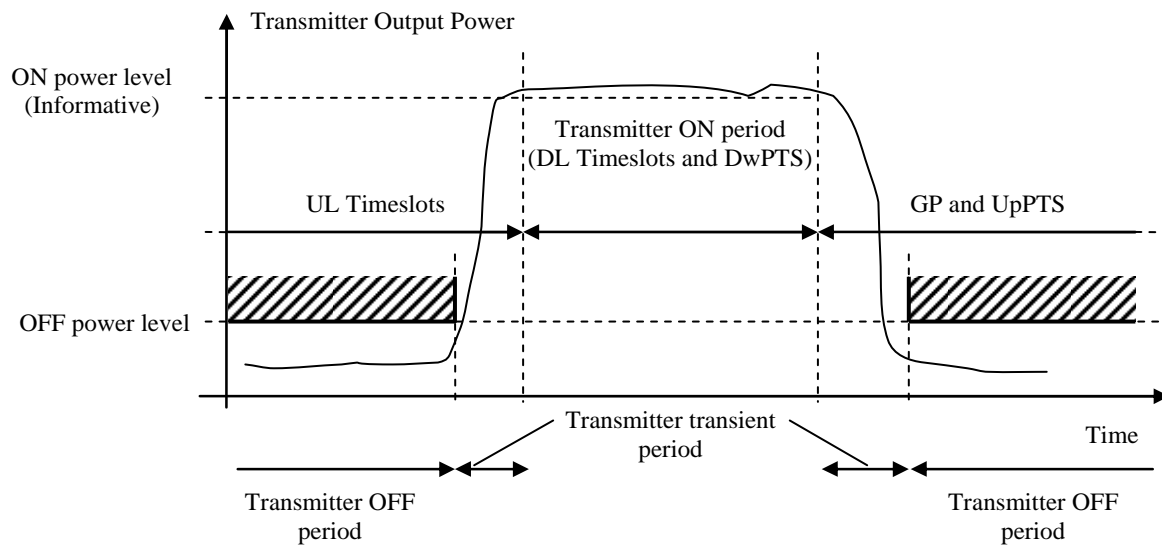 Transmitter Output Power
ON power level
(Informative)
Transmitter ON period
(DL Timeslots and DwPTS)
UL Timeslots
GP and UpPTS
OFF power level
Transmitter transient
period
Time
Transmitter OFF
period
Transmitter OFF
period